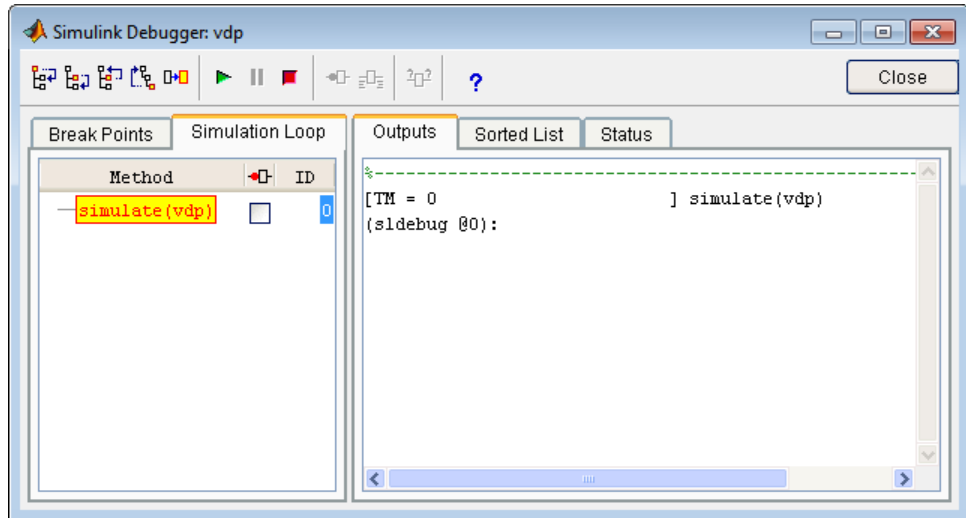 Simulink Debugger: vdp
Close
Break Points
Simulation Loop
Outputs
Sorted List
Status
Method ID
simulate(vdp) 0
%----------------------------------------------------------
[TM = 0 ] simulate(vdp)
(sldebug @0):